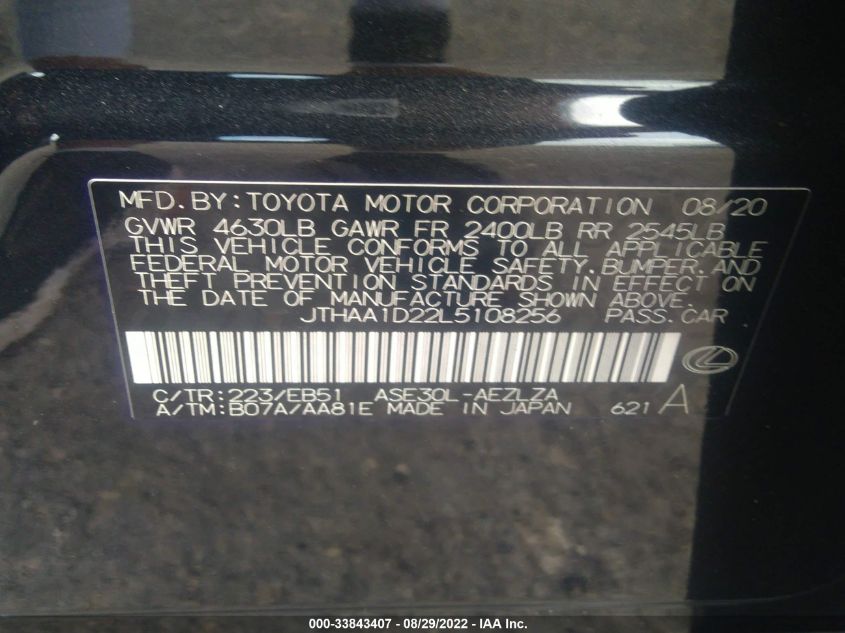 MFD.BY:TOYOTA MOTOR CORPORATION 08/20
GVWR 4630LB GAWR FR 2400LB RR 2545LB
THIS VEHICLE CONFORMS TO ALL APPLICABLE
FEDERAL MOTOR VEHICLE SAFETY,BUMPER,AND
THEFT PREVENTION STANDARDS IN EFFECT ON
THE DATE OF MANUFACTURE SHOWN ABOVE.
JTHAA1D22L5108256 PASS.CAR
C/TR:223/EB51 ASE30L-AEZLZA
A/TM:B07A/AA81E MADE IN JAPAN 621 A
000-33843407 - 08/29/2022 - IAA Inc.